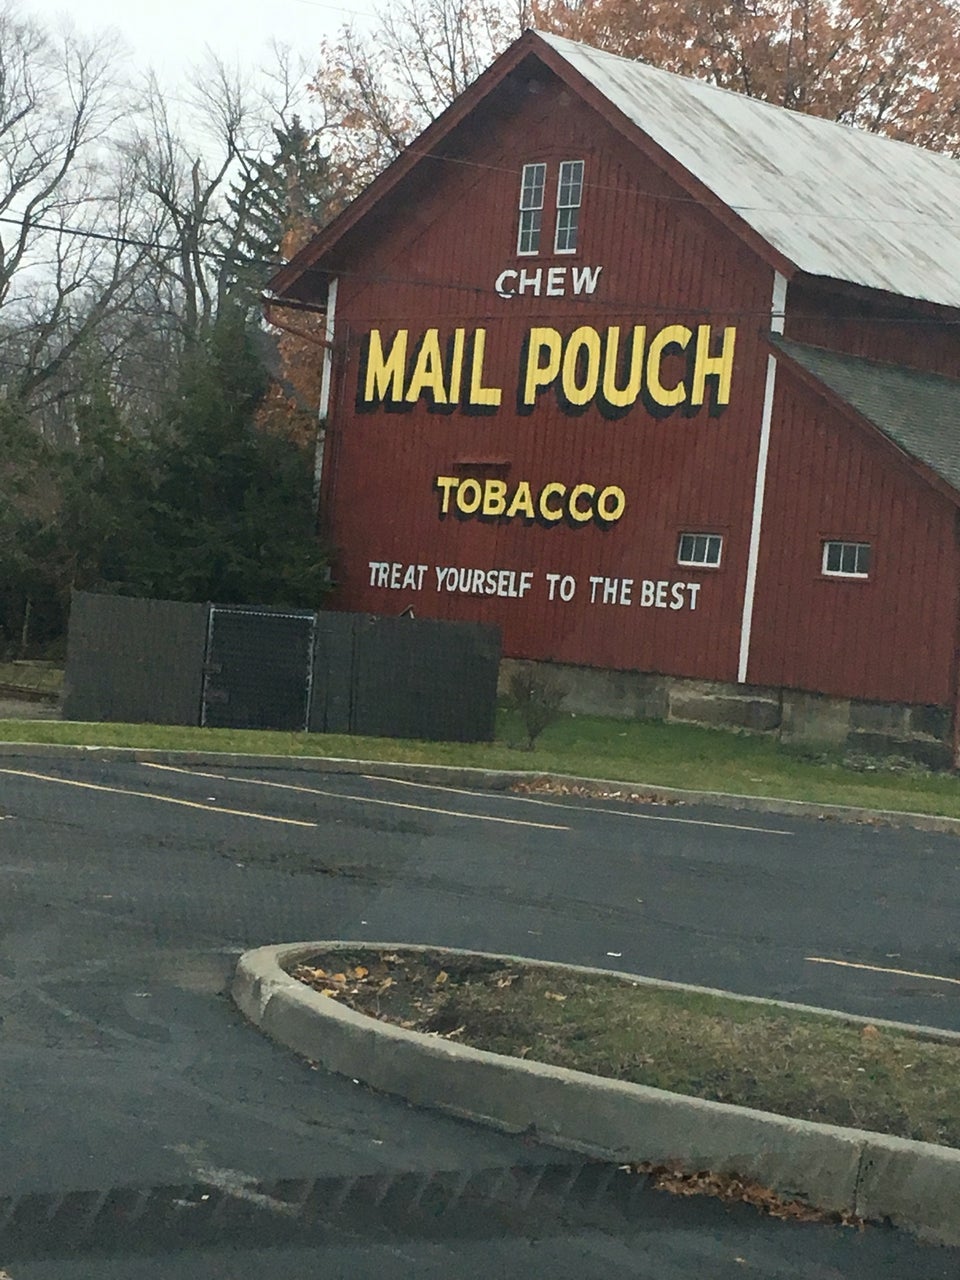 CHEW
MAIL POUCH
TOBACCO
TREAT YOURSELF TO THE BEST